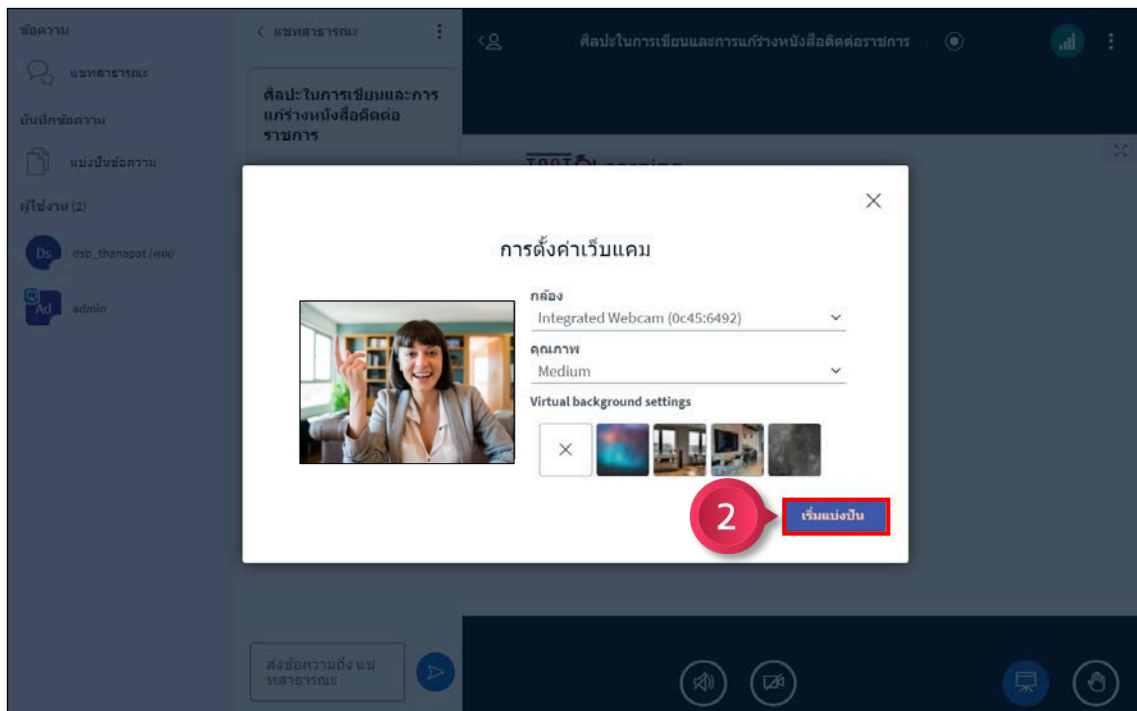 ข้อความ
แชทสาธารณะ
บันทึกข้อความ
แบ่งปันข้อความ
ผู้ใช้งาน (2)
Ds
dsp_thanapat (คุณ)
Ad
admin
แชทสาธารณะ
ศิลปะในการเขียนและการ
แก้ร่างหนังสือติดต่อ
ราชการ
ศิลปะในการเขียนและการแก้ร่างหนังสือติดต่อราชการ
การตั้งค่าเว็บแคม
กล้อง
Integrated Webcam (0c45:6492)
คุณภาพ
Medium
Virtual background settings
2
เริ่มแบ่งปัน
ส่งข้อความถึง แช
ทสาธารณะ